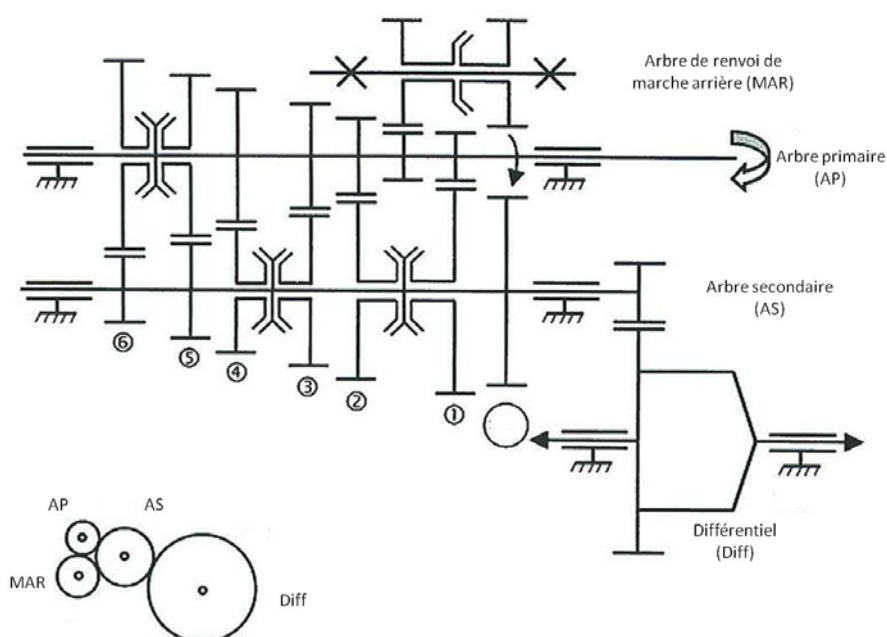 Arbre de renvoi de
marche arrière (MAR)
Arbre primaire
(AP)
Arbre secondaire
(AS)
⑥
⑤
④
③
②
①
Différentiel
(Diff)
AP
AS
MAR
Diff